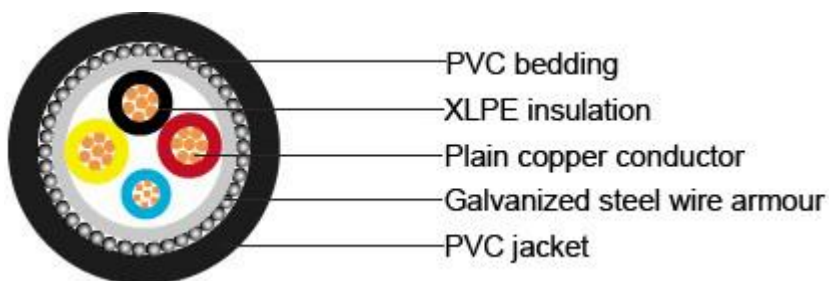 PVC bedding
XLPE insulation
Plain copper conductor
Galvanized steel wire armour
PVC jacket